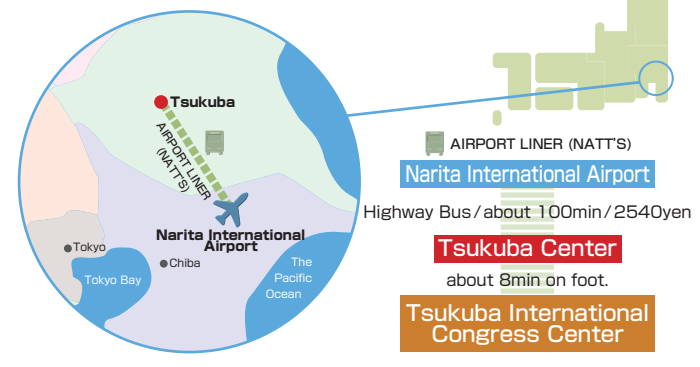 Tsukuba
AIRPORT LINER
(NATT'S)
Narita International
Airport
Tokyo
Chiba
Tokyo Bay
The
Pacific
Ocean
AIRPORT LINER (NATT'S)
Narita International Airport
Highway Bus/about 100min/2540yen
Tsukuba Center
about 8min on foot.
Tsukuba International
Congress Center